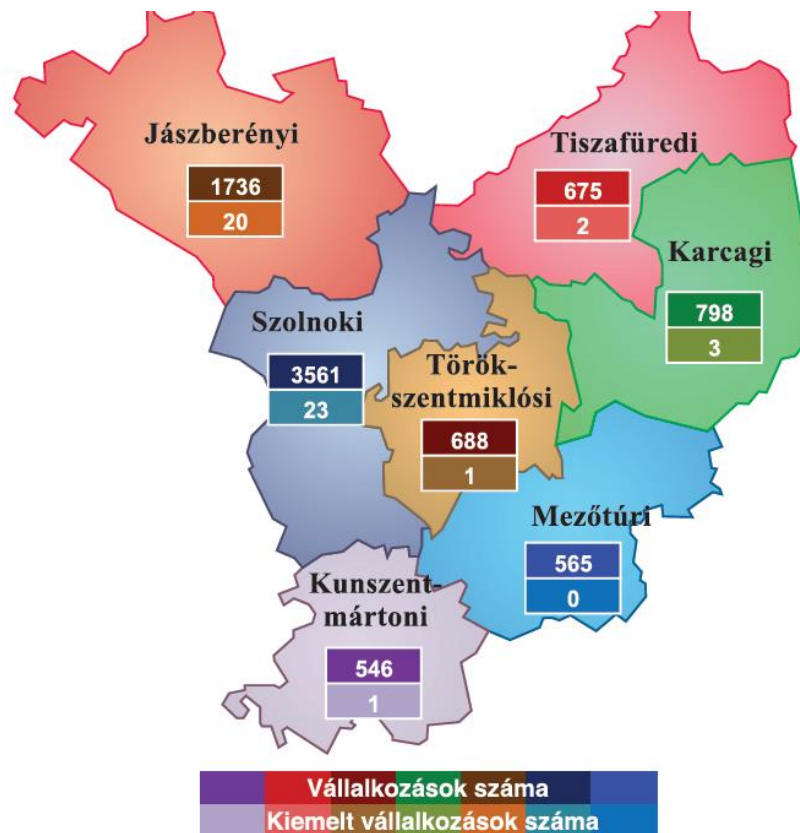 Jászberényi
1736
20
Tiszafüredi
675
2
Karcagi
798
3
Szolnoki
3561
23
Török-
szentmiklósi
688
1
Mezőtúri
565
0
Kunszent-
mártoni
546
1
Vállalkozások száma
Kiemelt vállalkozások száma